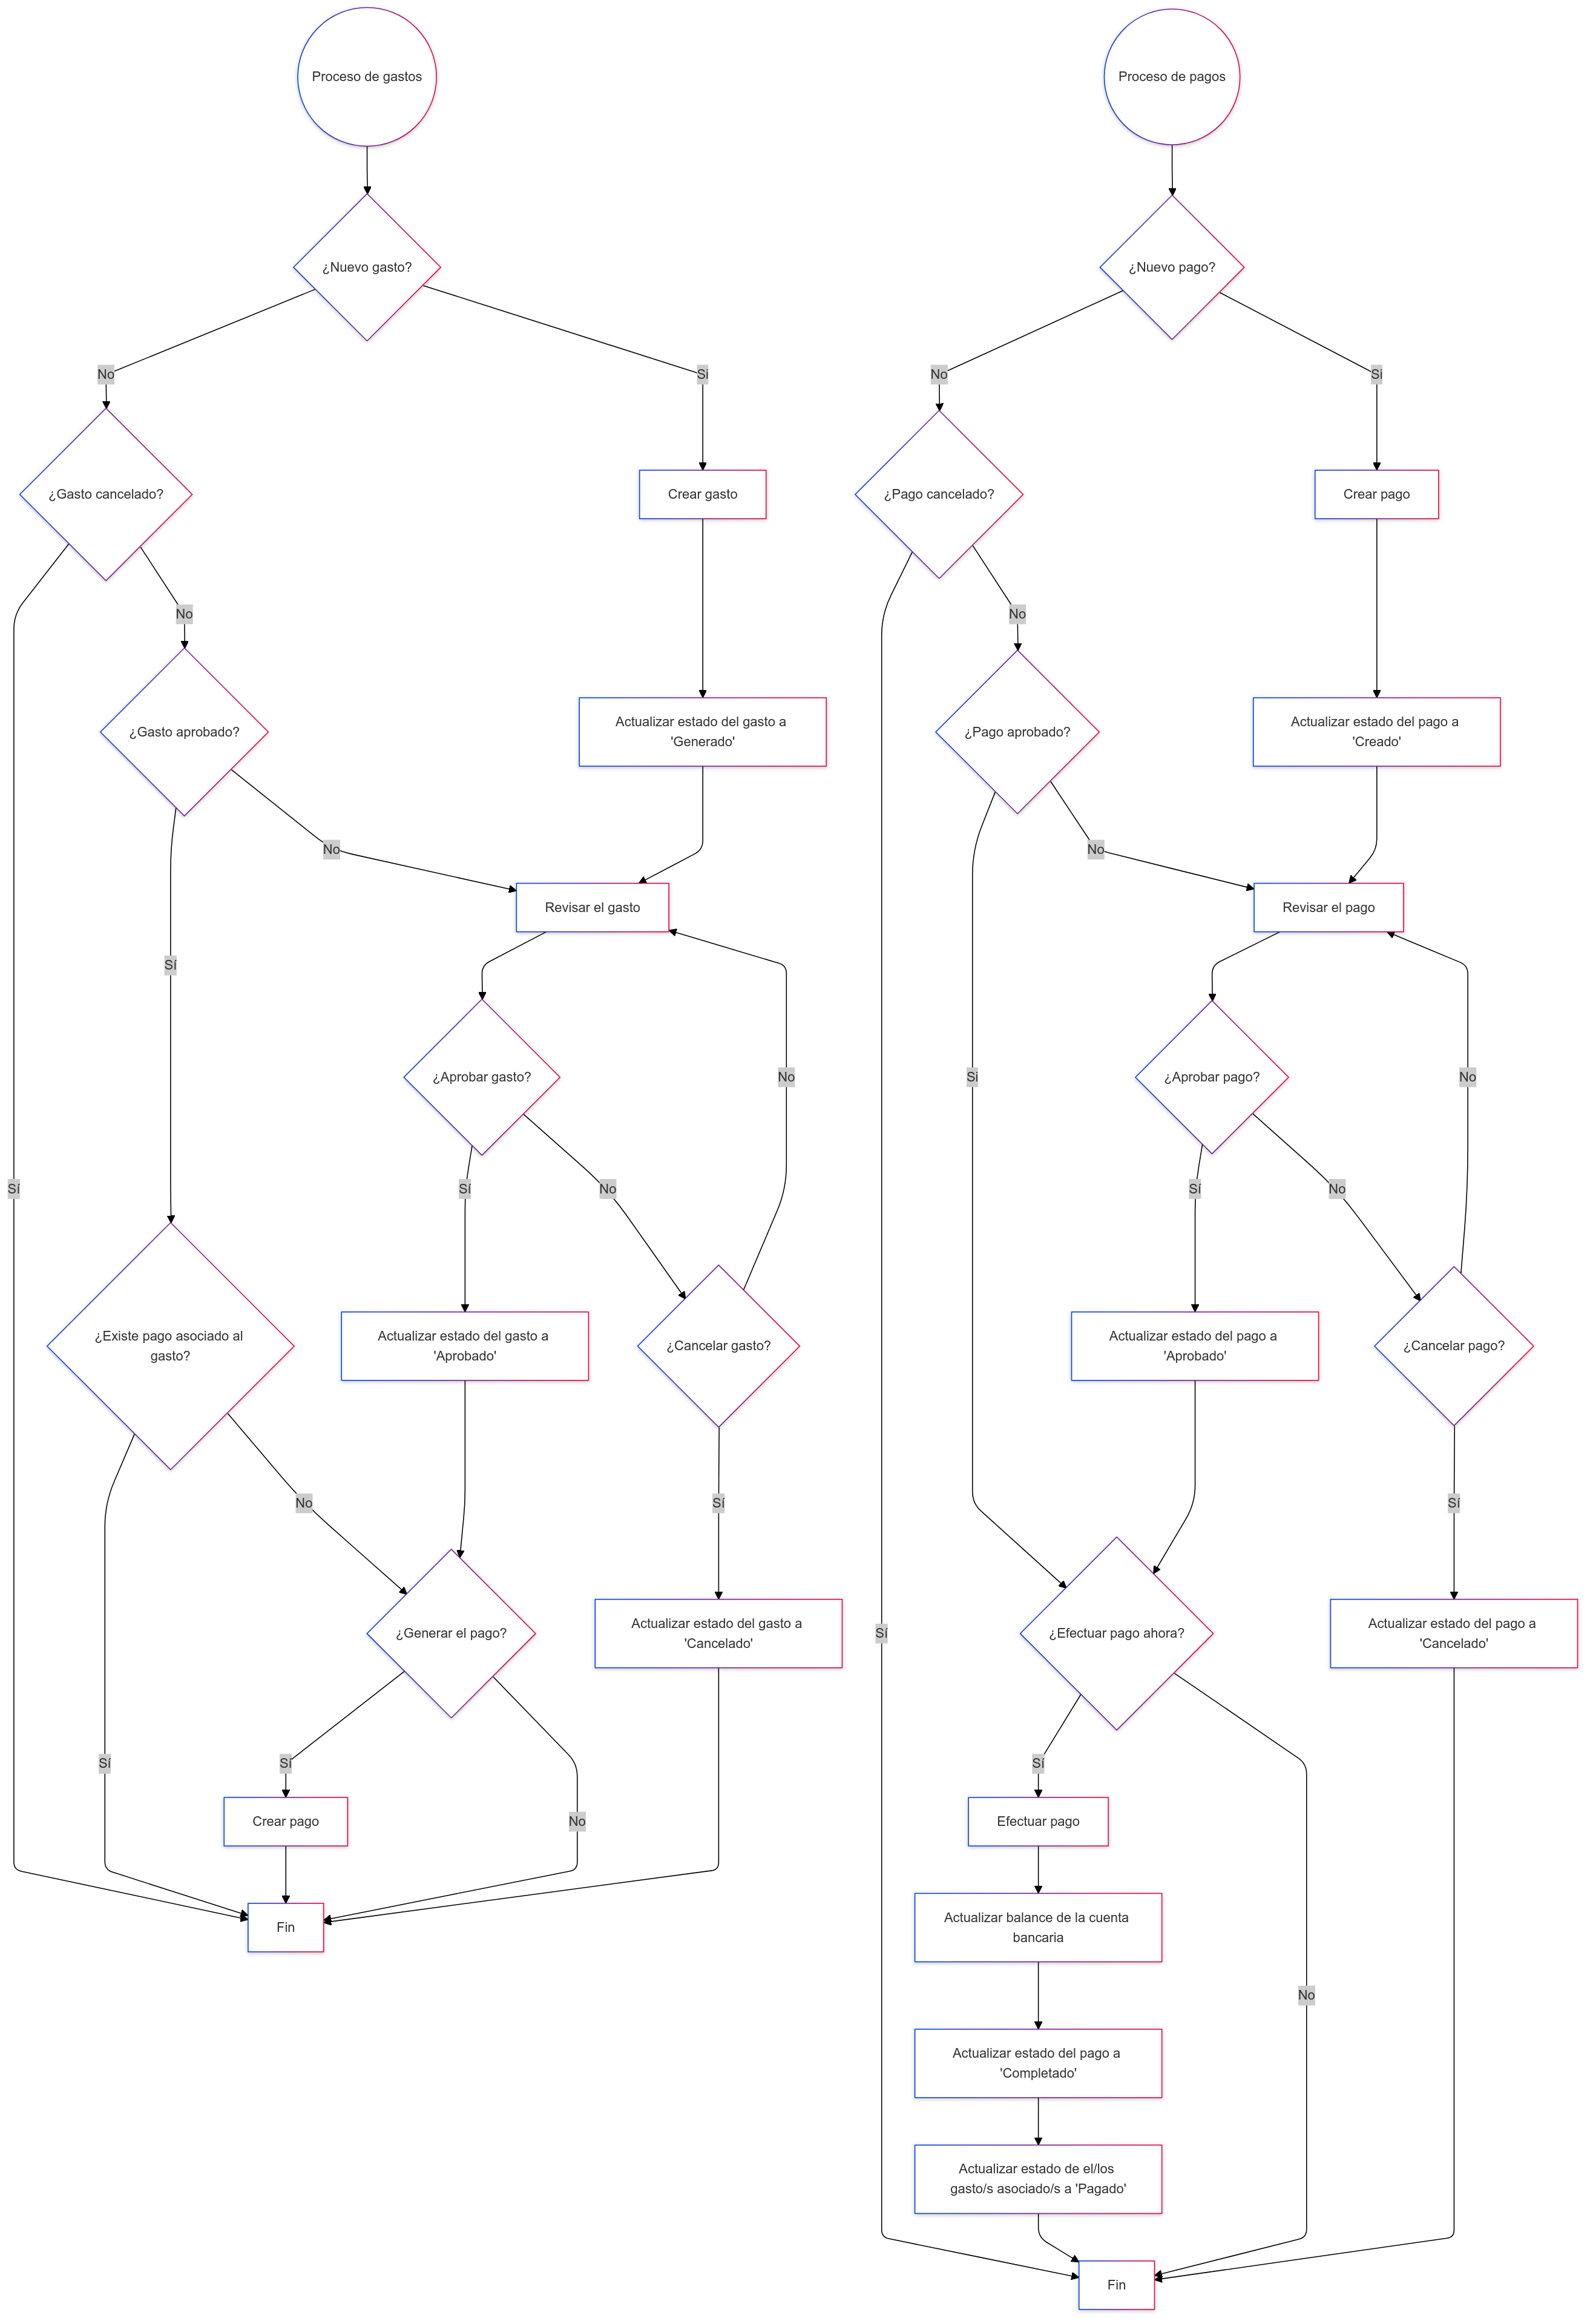 Proceso de gastos
¿Nuevo gasto?
No
Si
¿Gasto cancelado?
Crear gasto
No
¿Gasto aprobado?
Actualizar estado del gasto a
'Generado'
No
Revisar el gasto
Sí
¿Aprobar gasto?
No
Sí
Sí
No
¿Existe pago asociado al
gasto?
Actualizar estado del gasto a
'Aprobado'
¿Cancelar gasto?
No
Sí
¿Generar el pago?
Actualizar estado del gasto a
'Cancelado'
Sí
Sí
Crear pago
No
Fin
Proceso de pagos
¿Nuevo pago?
No
Si
¿Pago cancelado?
Crear pago
No
¿Pago aprobado?
Actualizar estado del pago a
'Creado'
No
Revisar el pago
Si
¿Aprobar pago?
No
Sí
No
Actualizar estado del pago a
'Aprobado'
¿Cancelar pago?
Sí
Sí
¿Efectuar pago ahora?
Actualizar estado del pago a
'Cancelado'
Sí
Efectuar pago
Actualizar balance de la cuenta
bancaria
No
Actualizar estado del pago a
'Completado'
Actualizar estado de el/los
gasto/s asociado/s a 'Pagado'
Fin